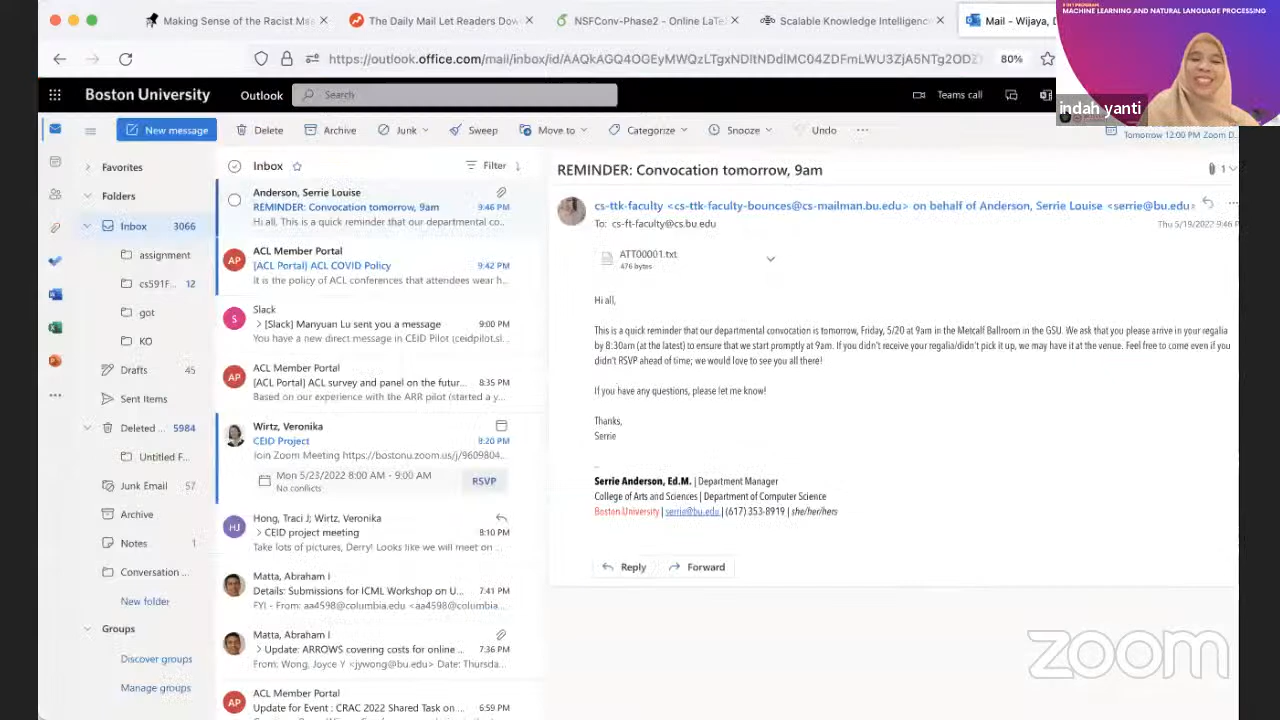 Making Sense of the Racist Ma
The Daily Mail Let Readers Dow
NSFConv-Phase2 - Online LaTe
Scalable Knowledge Intelligence
Mail - Wijaya, D
MACHINE LEARNING AND NATURAL LANGUAGE PROCESSING
indah yanti
80%
Boston University
Outlook
Search
Teams call
New message
Delete
Archive
Junk
Sweep
Move to
Categorize
Snooze
Undo
Tomorrow 12:00 PM Zoom D..
Favorites
Folders
Inbox 3066
assignment
cs591F... 12
got
KO
Drafts 45
Sent Items
Deleted ... 5984
Untitled F...
Junk Email 57
Archive
Notes 1
Conversation ...
New folder
Groups
Discover groups
Manage groups
Inbox
Filter
Anderson, Serrie Louise
REMINDER: Convocation tomorrow, 9am 9:46 PM
Hi all, This is a quick reminder that our departmental co...
AP
ACL Member Portal
[ACL Portal] ACL COVID Policy 9:42 PM
It is the policy of ACL conferences that attendees wear h...
S
Slack
> [Slack] Manyuan Lu sent you a message 9:00 PM
You have a new direct message in CEID Pilot (ceidpilot.sl...
AP
ACL Member Portal
[ACL Portal] ACL survey and panel on the futur... 8:35 PM
Based on our experience with the ARR pilot (started a y...
Wirtz, Veronika
CEID Project 8:20 PM
Join Zoom Meeting https://bostonu.zoom.us/j/9609804...
Mon 5/23/2022 8:00 AM - 9:00 AM
No conflicts
RSVP
HJ
Hong, Traci J; Wirtz, Veronika
> CEID project meeting 8:10 PM
Take lots of pictures, Derry! Looks like we will meet on ...
Matta, Abraham I
Details: Submissions for ICML Workshop on U... 7:41 PM
FYI - From: aa4598@columbia.edu <aa4598@columbia...
Matta, Abraham I
> Update: ARROWS covering costs for online ... 7:36 PM
From: Wong, Joyce Y <jywong@bu.edu> Date: Thursda...
AP
ACL Member Portal
Update for Event : CRAC 2022 Shared Task on ... 6:59 PM
REMINDER: Convocation tomorrow, 9am
1
cs-ttk-faculty <cs-ttk-faculty-bounces@cs-mailman.bu.edu> on behalf of Anderson, Serrie Louise <serrie@bu.edu>
To: cs-ft-faculty@cs.bu.edu
Thu 5/19/2022 9:46 P
ATT00001.txt
476 bytes
Hi all,
This is a quick reminder that our departmental convocation is tomorrow, Friday, 5/20 at 9am in the Metcalf Ballroom in the GSU. We ask that you please arrive in your regalia
by 8:30am (at the latest) to ensure that we start promptly at 9am. If you didn't receive your regalia/didn't pick it up, we may have it at the venue. Feel free to come even if you
didn't RSVP ahead of time; we would love to see you all there!
If you have any questions, please let me know!
Thanks,
Serrie
--
Serrie Anderson, Ed.M. | Department Manager
College of Arts and Sciences | Department of Computer Science
Boston University | serrie@bu.edu | (617) 353-8919 | she/her/hers
Reply
Forward
zoom